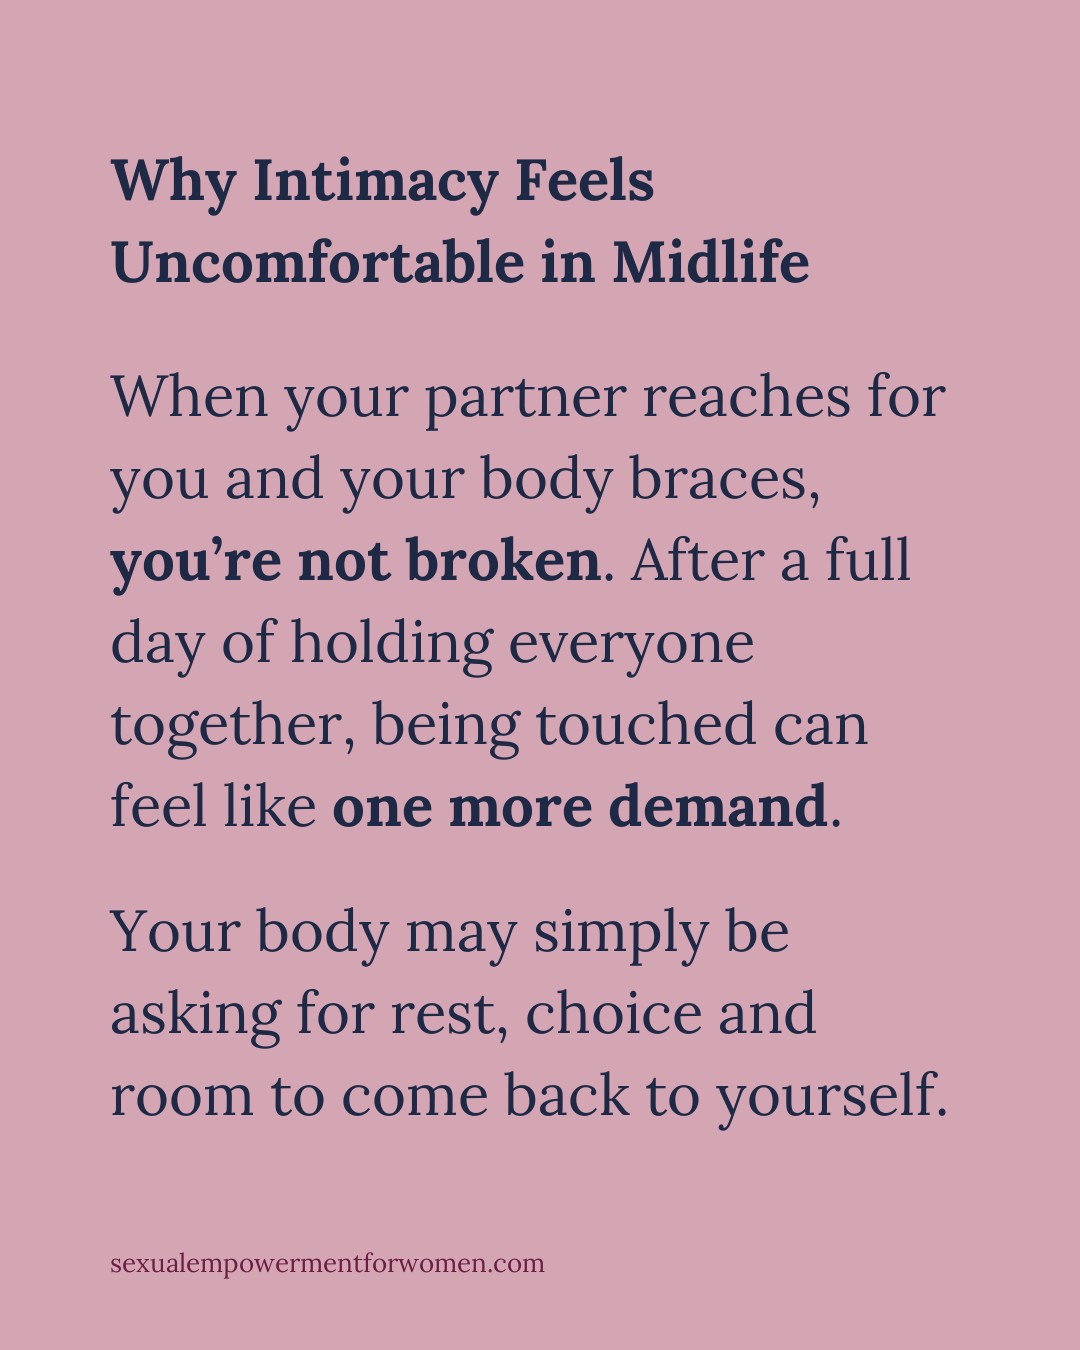 Why Intimacy Feels
Uncomfortable in Midlife
When your partner reaches for
you and your body braces,
you’re not broken. After a full
day of holding everyone
together, being touched can
feel like one more demand.
Your body may simply be
asking for rest, choice and
room to come back to yourself.
sexualempowermentforwomen.com